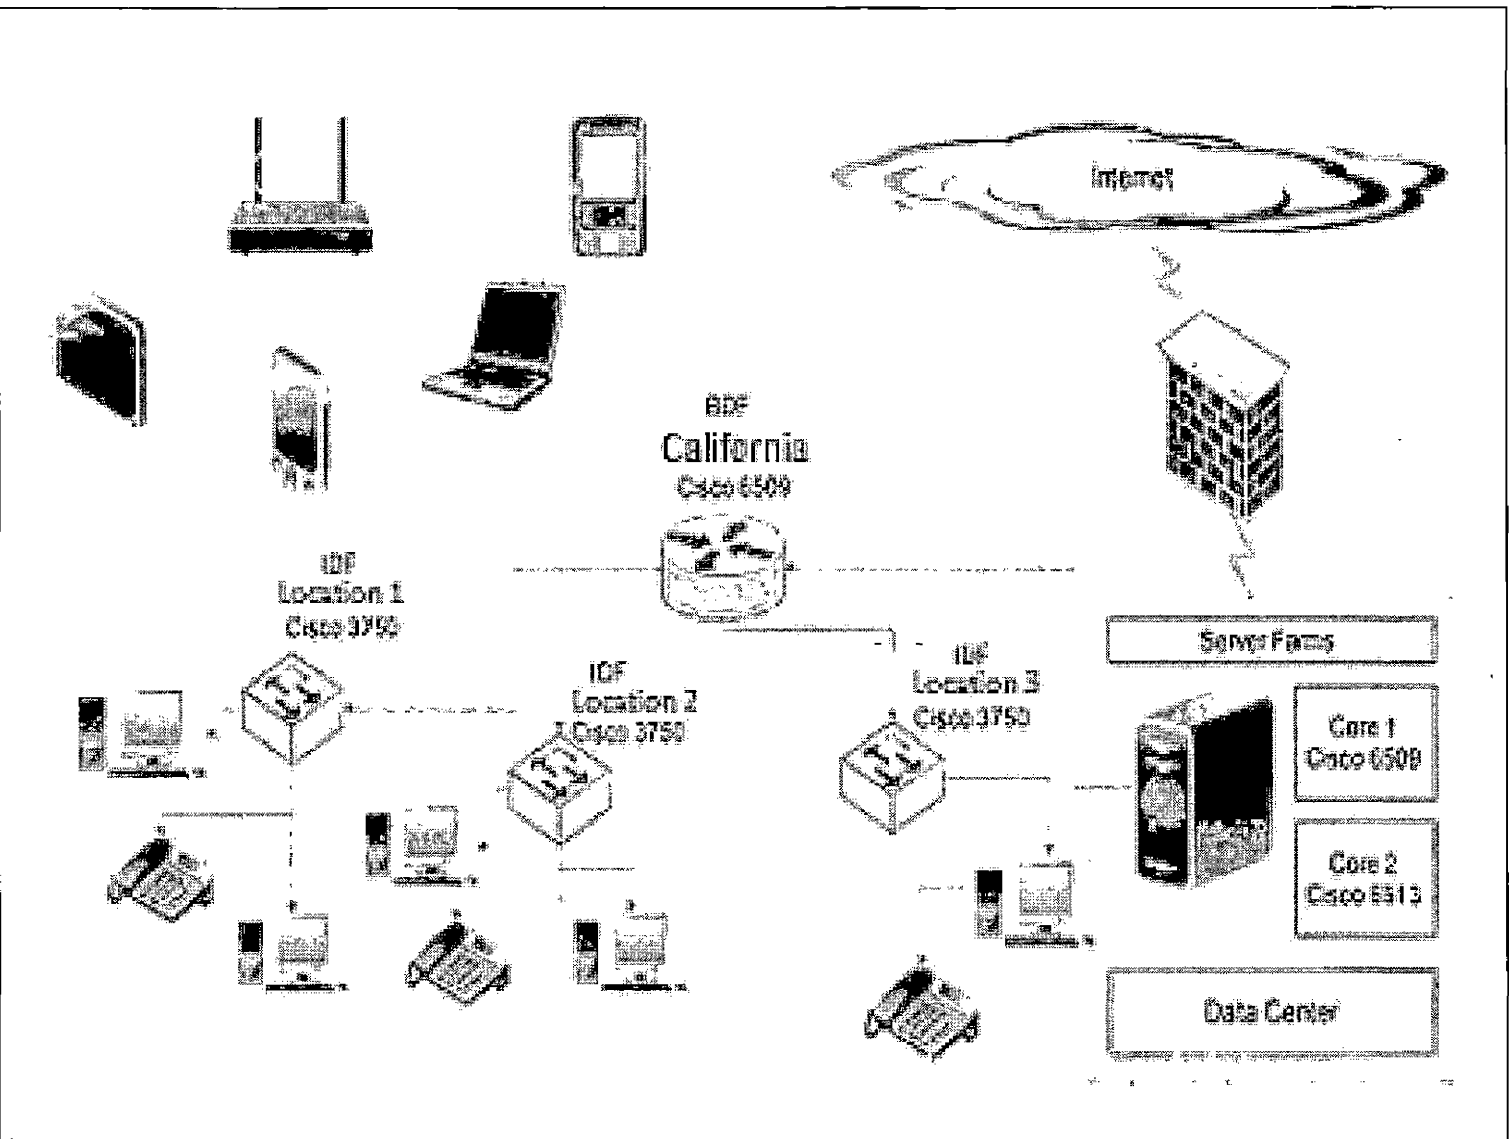 Internet
BDF
California
Cisco 6509
IDF
Location 1
Cisco 3750
IDF
Location 2
Cisco 3750
IDF
Location 3
Cisco 3750
Server Farms
Core 1
Cisco 6509
Core 2
Cisco 6513
Data Center